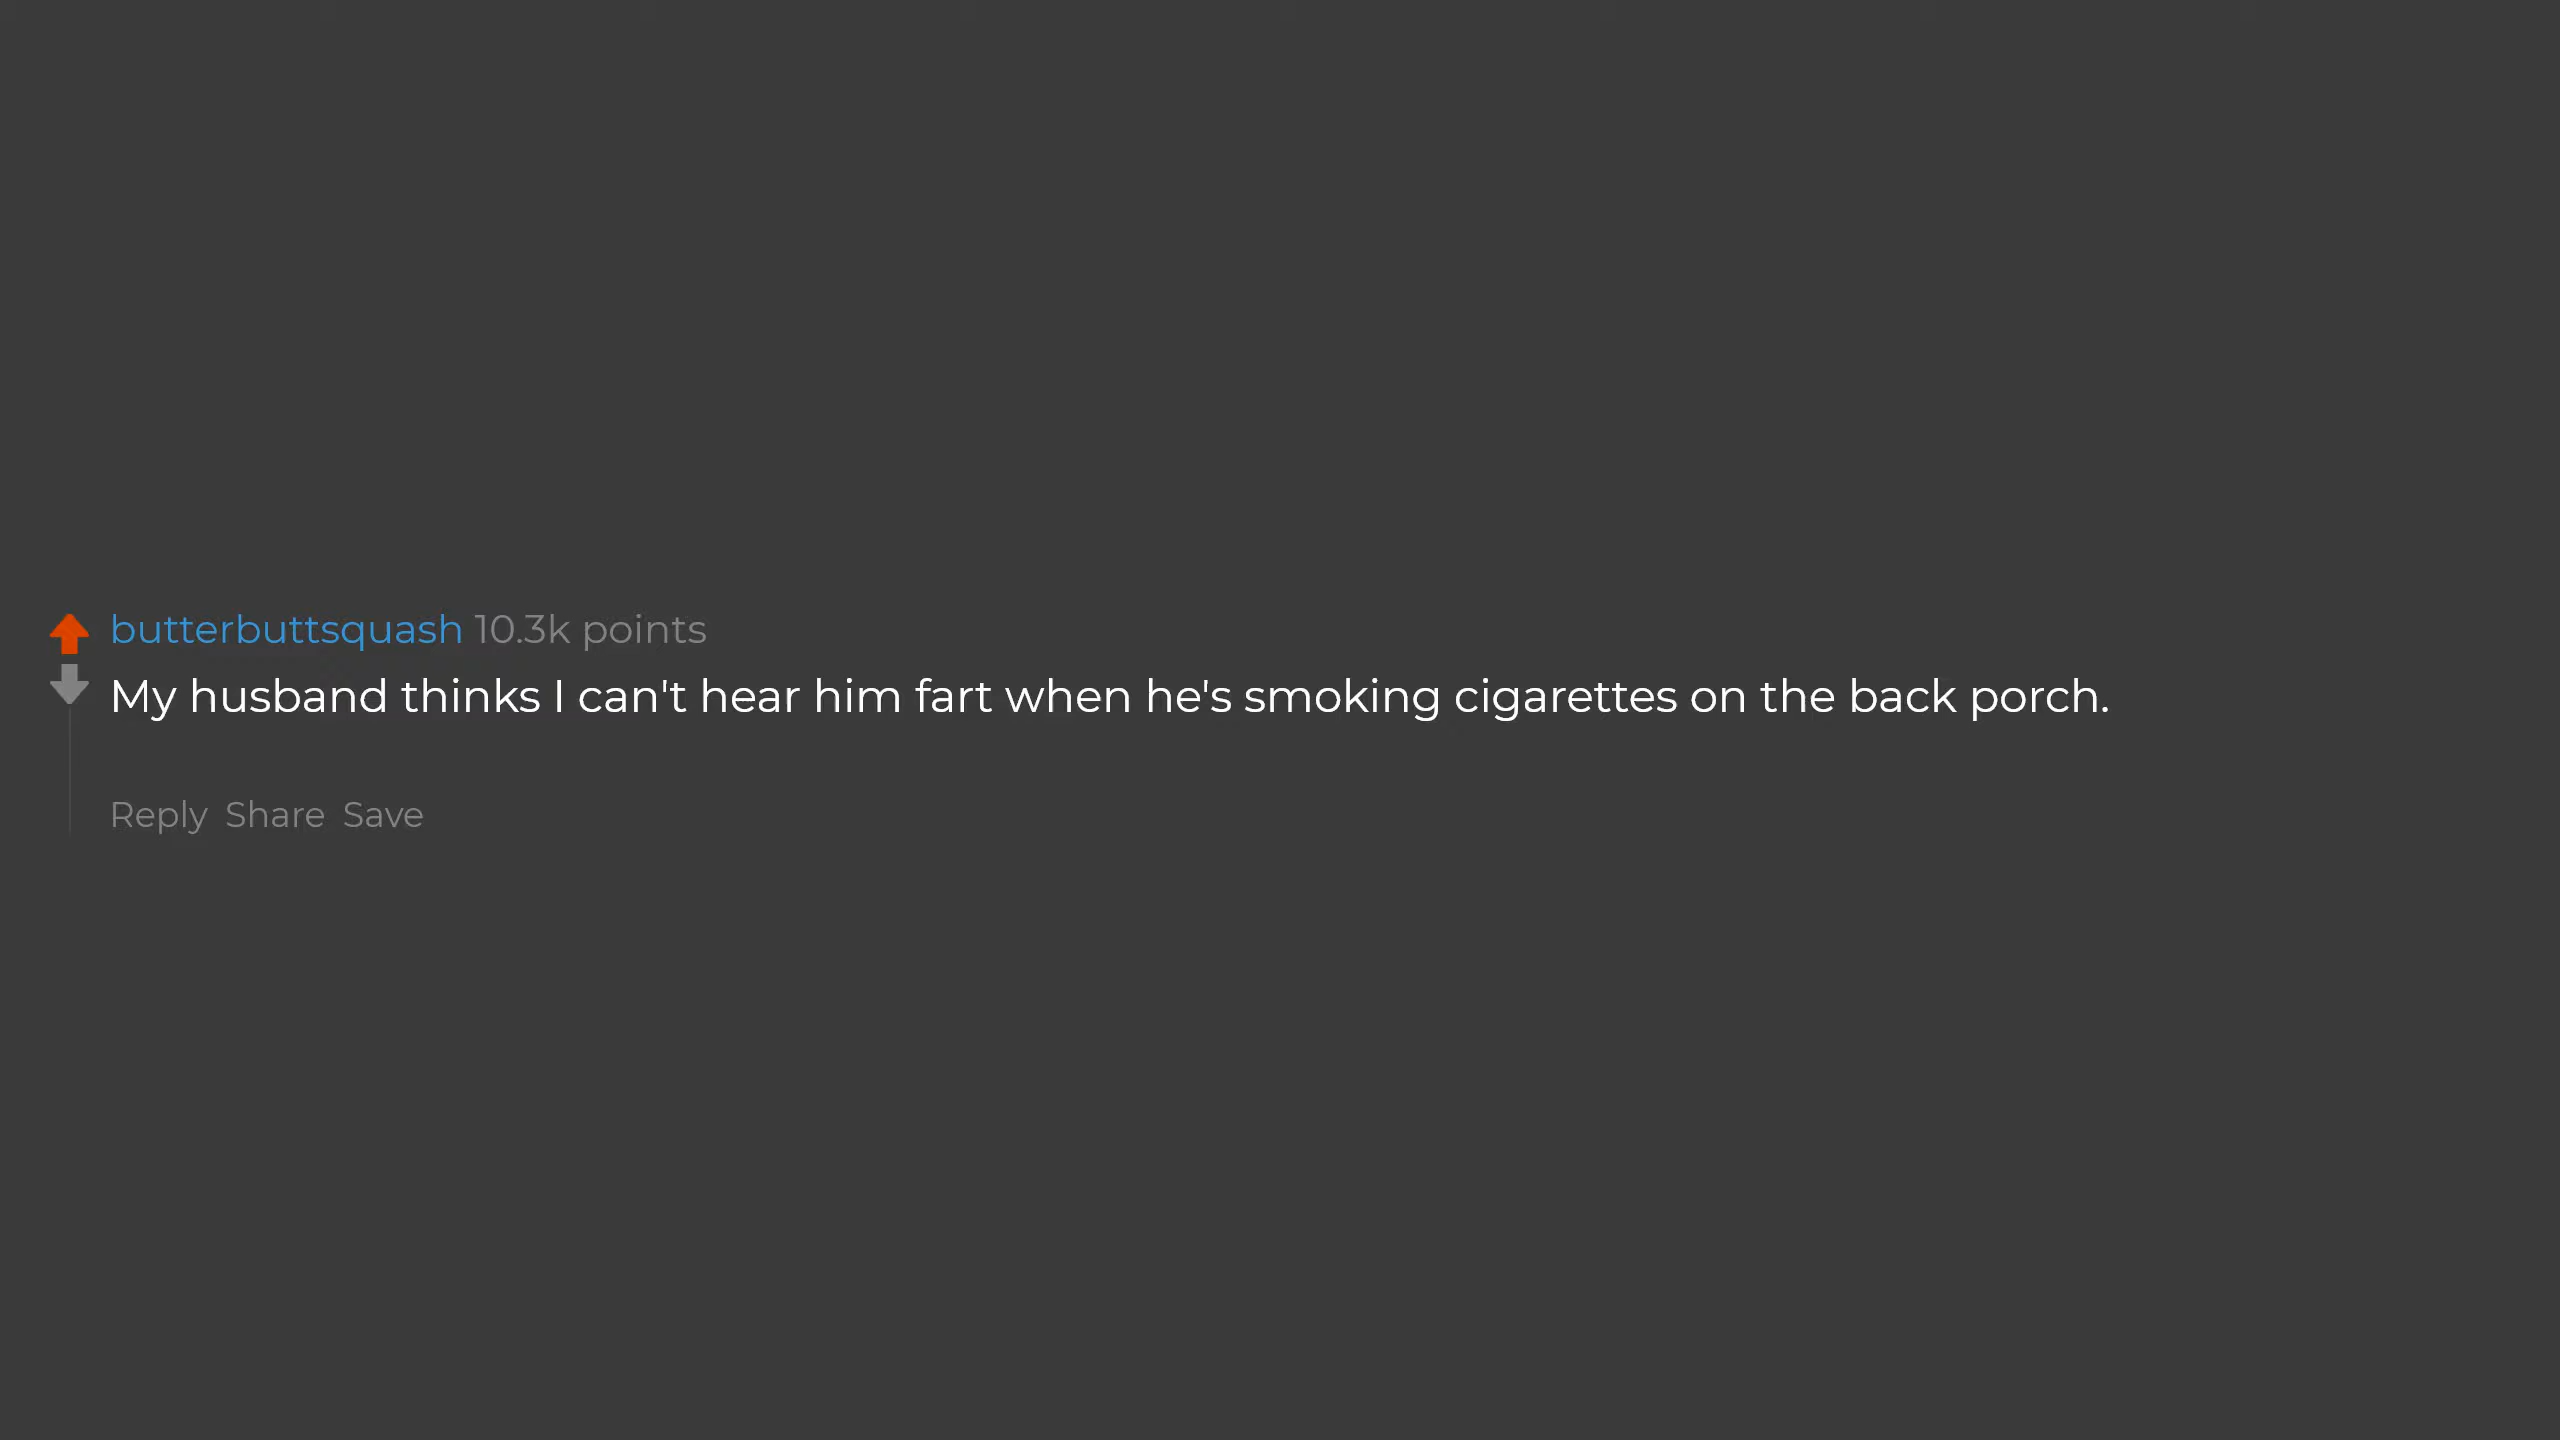 butterbuttsquash 10.3k points
My husband thinks I can't hear him fart when he's smoking cigarettes on the back porch.
Reply Share Save